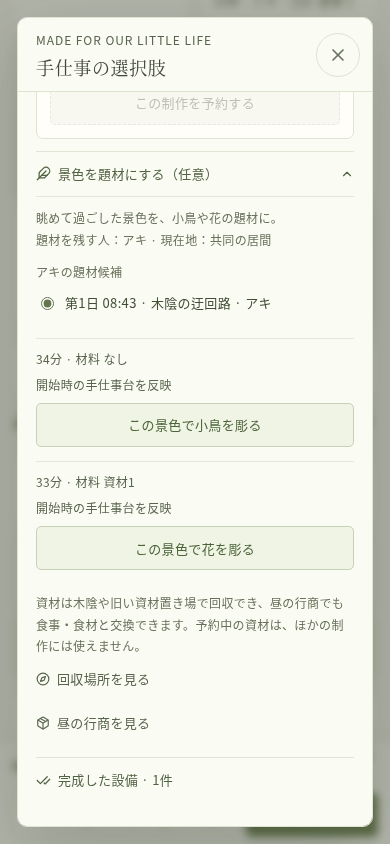 MADE FOR OUR LITTLE LIFE
手仕事の選択肢
この制作を予約する
景色を題材にする（任意）
眺めて過ごした景色を、小鳥や花の題材に。
題材を残す人：アキ · 現在地：共同の居間
アキの題材候補
第1日 08:43 · 木陰の迂回路 · アキ
34分 · 材料 なし
開始時の手仕事台を反映
この景色で小鳥を彫る
33分 · 材料 資材1
開始時の手仕事台を反映
この景色で花を彫る
資材は木陰や旧い資材置き場で回収でき、昼の行商でも
食事・食材と交換できます。予約中の資材は、ほかの制
作には使えません。
回収場所を見る
昼の行商を見る
完成した設備 · 1件